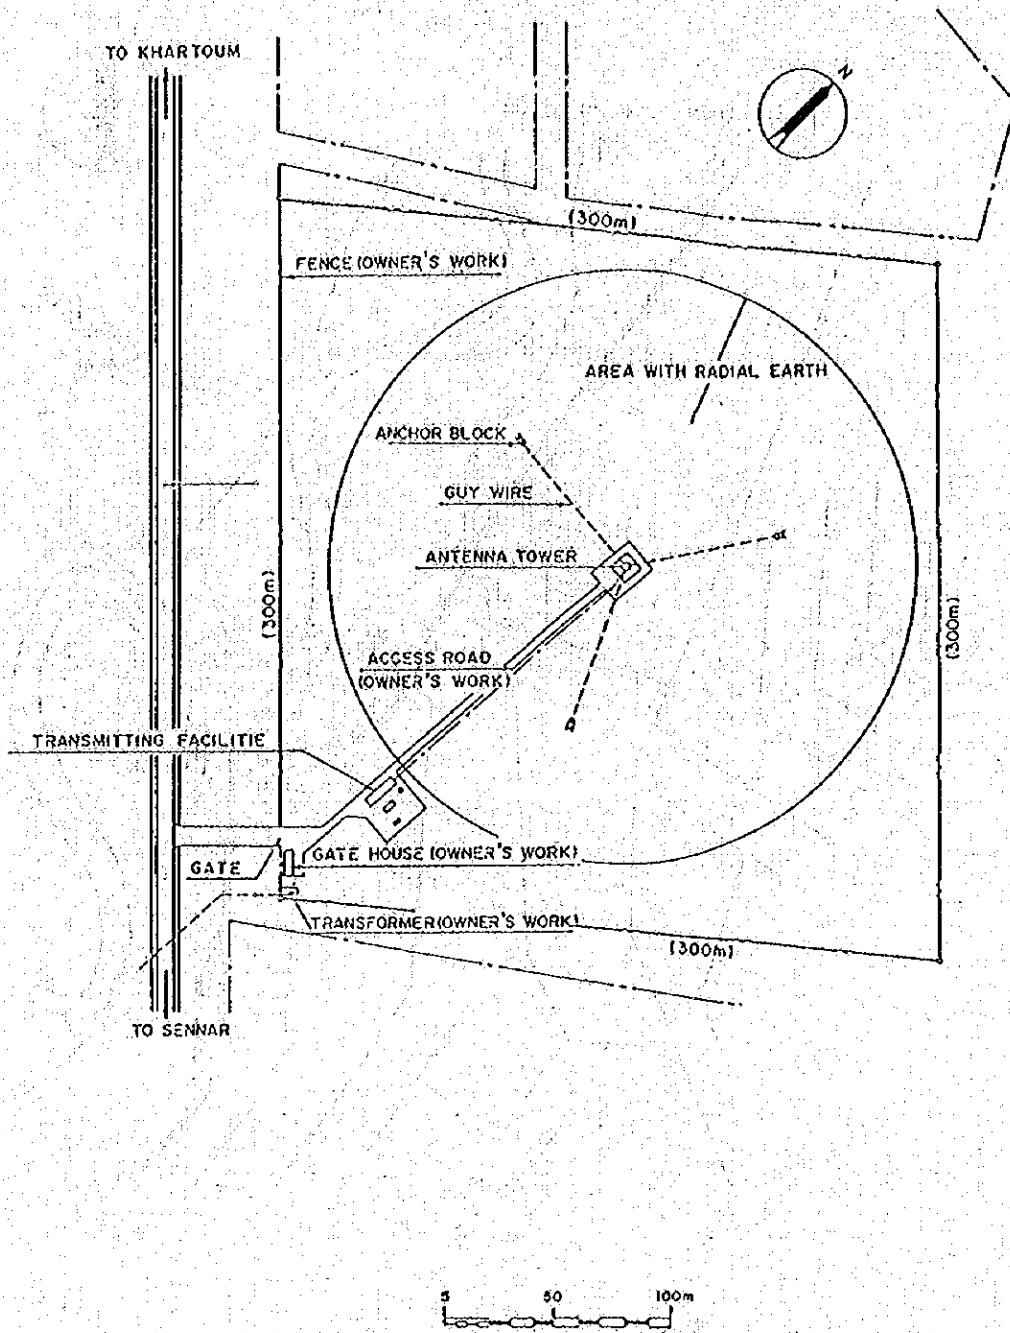 TO KHARTOUM
N
(300m)
FENCE (OWNER'S WORK)
AREA WITH RADIAL EARTH
ANCHOR BLOCK
GUY WIRE
ANTENNA TOWER
(300m)
(300m)
ACCESS ROAD
(OWNER'S WORK)
TRANSMITTING FACILITIE
GATE HOUSE (OWNER'S WORK)
GATE
TRANSFORMER (OWNER'S WORK)
(300m)
TO SENNAR
5 50 100m